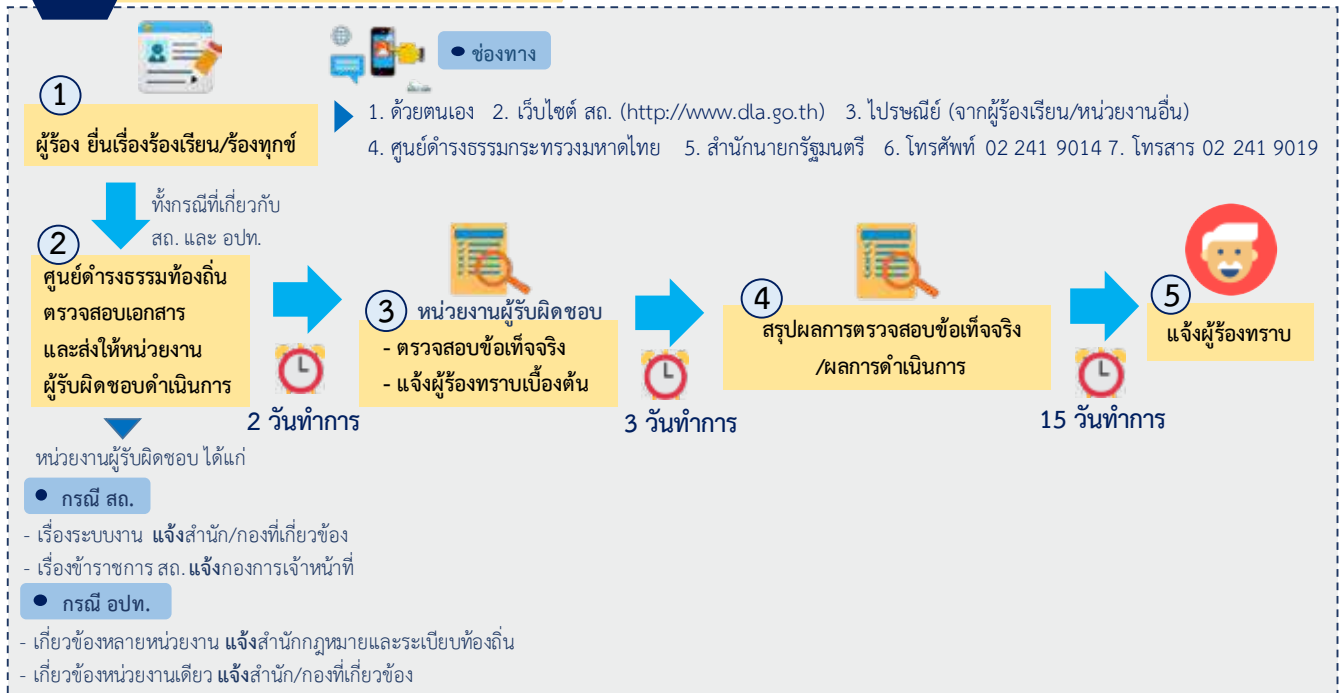 ช่องทาง
1
ผู้ร้อง ยื่นเรื่องร้องเรียน/ร้องทุกข์
1. ด้วยตนเอง 2. เว็บไซต์ สถ. (http://www.dla.go.th) 3. ไปรษณีย์ (จากผู้ร้องเรียน/หน่วยงานอื่น)
4. ศูนย์ดำรงธรรมกระทรวงมหาดไทย 5. สำนักนายกรัฐมนตรี 6. โทรศัพท์ 02 241 9014 7. โทรสาร 02 241 9019
ทั้งกรณีที่เกี่ยวกับ
สถ. และ อปท.
2
ศูนย์ดำรงธรรมท้องถิ่น
ตรวจสอบเอกสาร
และส่งให้หน่วยงาน
ผู้รับผิดชอบดำเนินการ
2 วันทำการ
3 หน่วยงานผู้รับผิดชอบ
- ตรวจสอบข้อเท็จจริง
- แจ้งผู้ร้องทราบเบื้องต้น
3 วันทำการ
4
สรุปผลการตรวจสอบข้อเท็จจริง
/ผลการดำเนินการ
15 วันทำการ
5
แจ้งผู้ร้องทราบ
หน่วยงานผู้รับผิดชอบ ได้แก่
กรณี สถ.
- เรื่องระบบงาน แจ้งสำนัก/กองที่เกี่ยวข้อง
- เรื่องข้าราชการ สถ. แจ้งกองการเจ้าหน้าที่
กรณี อปท.
- เกี่ยวข้องหลายหน่วยงาน แจ้งสำนักกฎหมายและระเบียบท้องถิ่น
- เกี่ยวข้องหน่วยงานเดียว แจ้งสำนัก/กองที่เกี่ยวข้อง